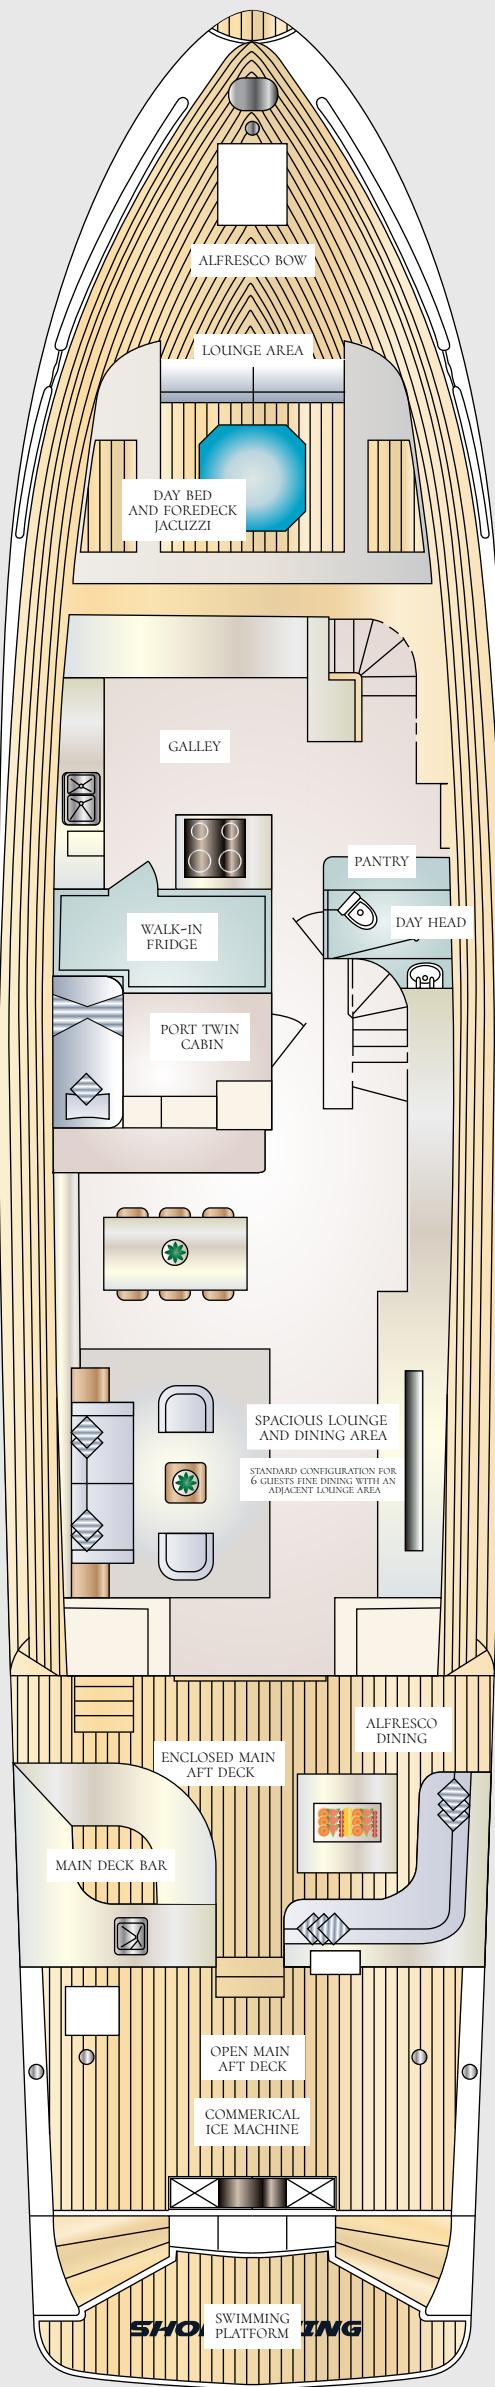 ALFRESCO BOW
LOUNGE AREA
DAY BED
AND FOREDECK
JACUZZI
GALLEY
PANTRY
DAY HEAD
WALK-IN
FRIDGE
PORT TWIN
CABIN
SPACIOUS LOUNGE
AND DINING AREA
STANDARD CONFIGURATION FOR
6 GUESTS FINE DINING WITH AN
ADJACENT LOUNGE AREA
ALFRESCO
DINING
ENCLOSED MAIN
AFT DECK
MAIN DECK BAR
OPEN MAIN
AFT DECK
COMMERICAL
ICE MACHINE
SWIMMING
PLATFORM